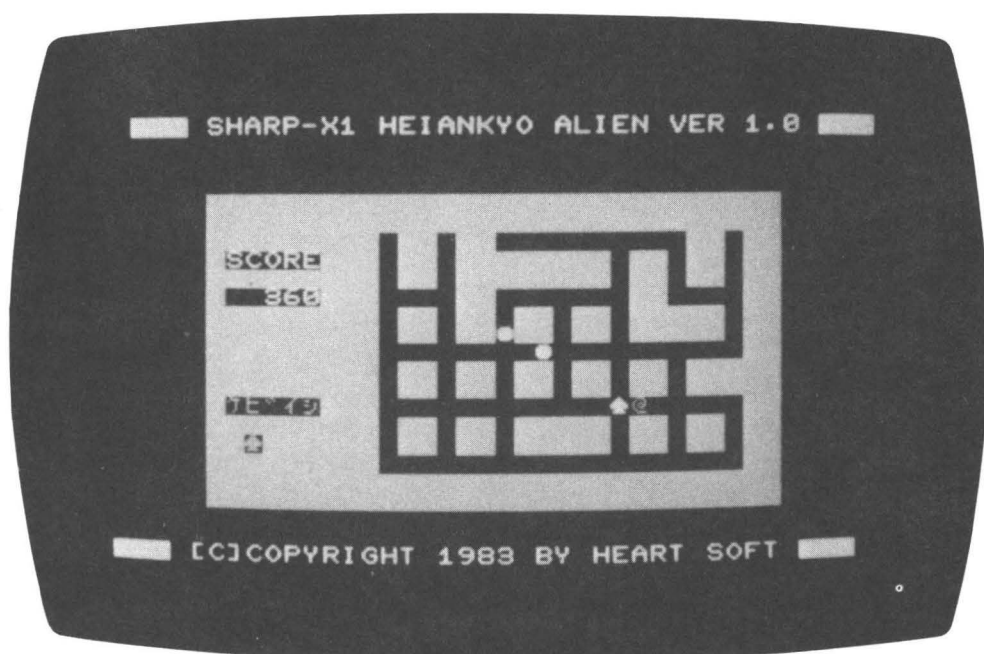 SHARP-X1 HEIANKYO ALIEN VER 1.0
SCORE
360
ケビイシ
@
[C]COPYRIGHT 1983 BY HEART SOFT